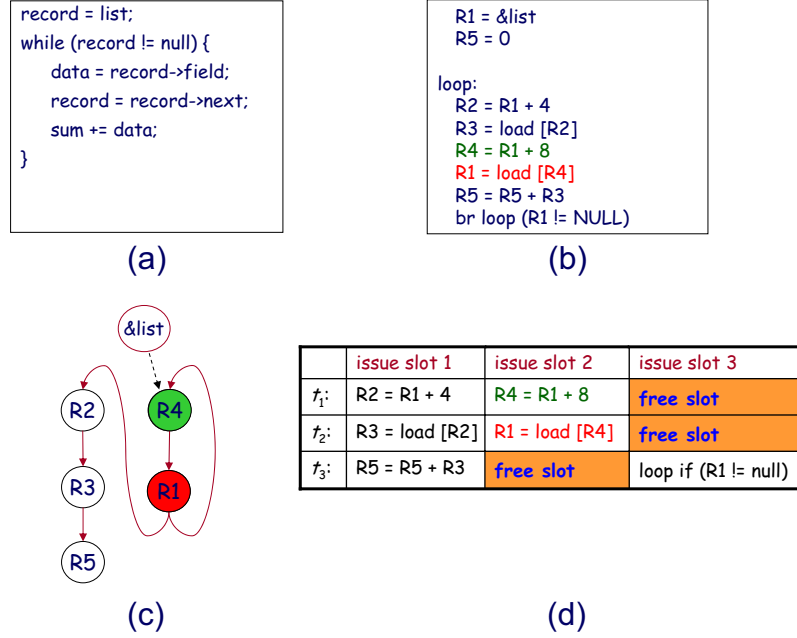 record = list;
while (record != null) {
data = record->field;
record = record->next;
sum += data;
}
(a)
R1 = &list
R5 = 0
loop:
R2 = R1 + 4
R3 = load [R2]
R4 = R1 + 8
R1 = load [R4]
R5 = R5 + R3
br loop (R1 != NULL)
(b)
&list
R2
R4
R3
R1
R5
(c)
issue slot 1 issue slot 2 issue slot 3
t1: R2 = R1 + 4 R4 = R1 + 8 free slot
t2: R3 = load [R2] R1 = load [R4] free slot
t3: R5 = R5 + R3 free slot loop if (R1 != null)
(d)